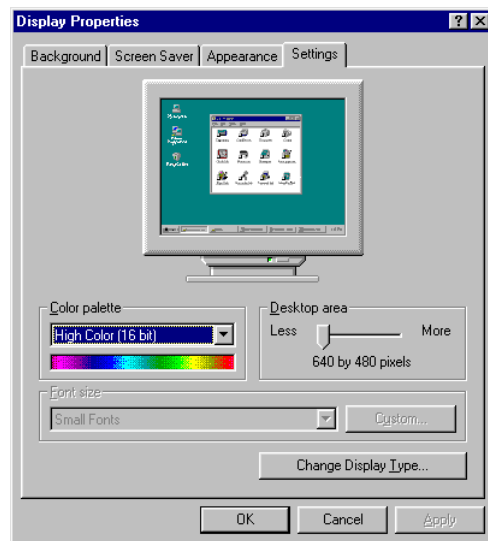 Display Properties
Background Screen Saver Appearance Settings
Color palette
High Color (16 bit)
Desktop area
Less More
640 by 480 pixels
Font size
Small Fonts Custom...
Change Display Type...
OK Cancel Apply